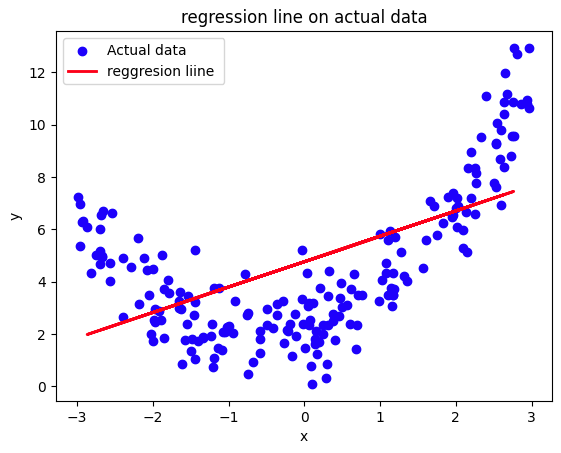 regression line on actual data
Actual data
reggresion liine
12
10
8
6
4
2
0
y
−3
−2
−1
0
1
2
3
x